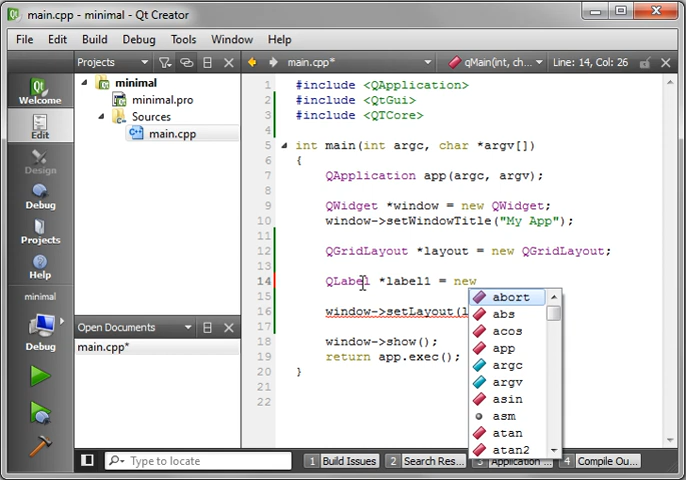 main.cpp - minimal - Qt Creator
File Edit Build Debug Tools Window Help
Projects main.cpp* qMain(int, ch... Line: 14, Col: 26
Welcome
Edit
Design
Debug
Projects
Help
minimal
Debug
minimal
minimal.pro
Sources
main.cpp
Open Documents
main.cpp*
1 #include <QApplication>
2 #include <QtGui>
3 #include <QTCore>
4
5 int main(int argc, char *argv[])
6 {
7 QApplication app(argc, argv);
8
9 QWidget *window = new QWidget;
10 window->setWindowTitle("My App");
11
12 QGridLayout *layout = new QGridLayout;
13
14 QLabel *label1 = new
15
16 window->setLayout(l
17
18 window->show();
19 return app.exec();
20 }
21
22
abort
abs
acos
app
argc
argv
asin
asm
atan
atan2
Type to locate 1 Build Issues 2 Search Res... 3 Application ... 4 Compile Ou...